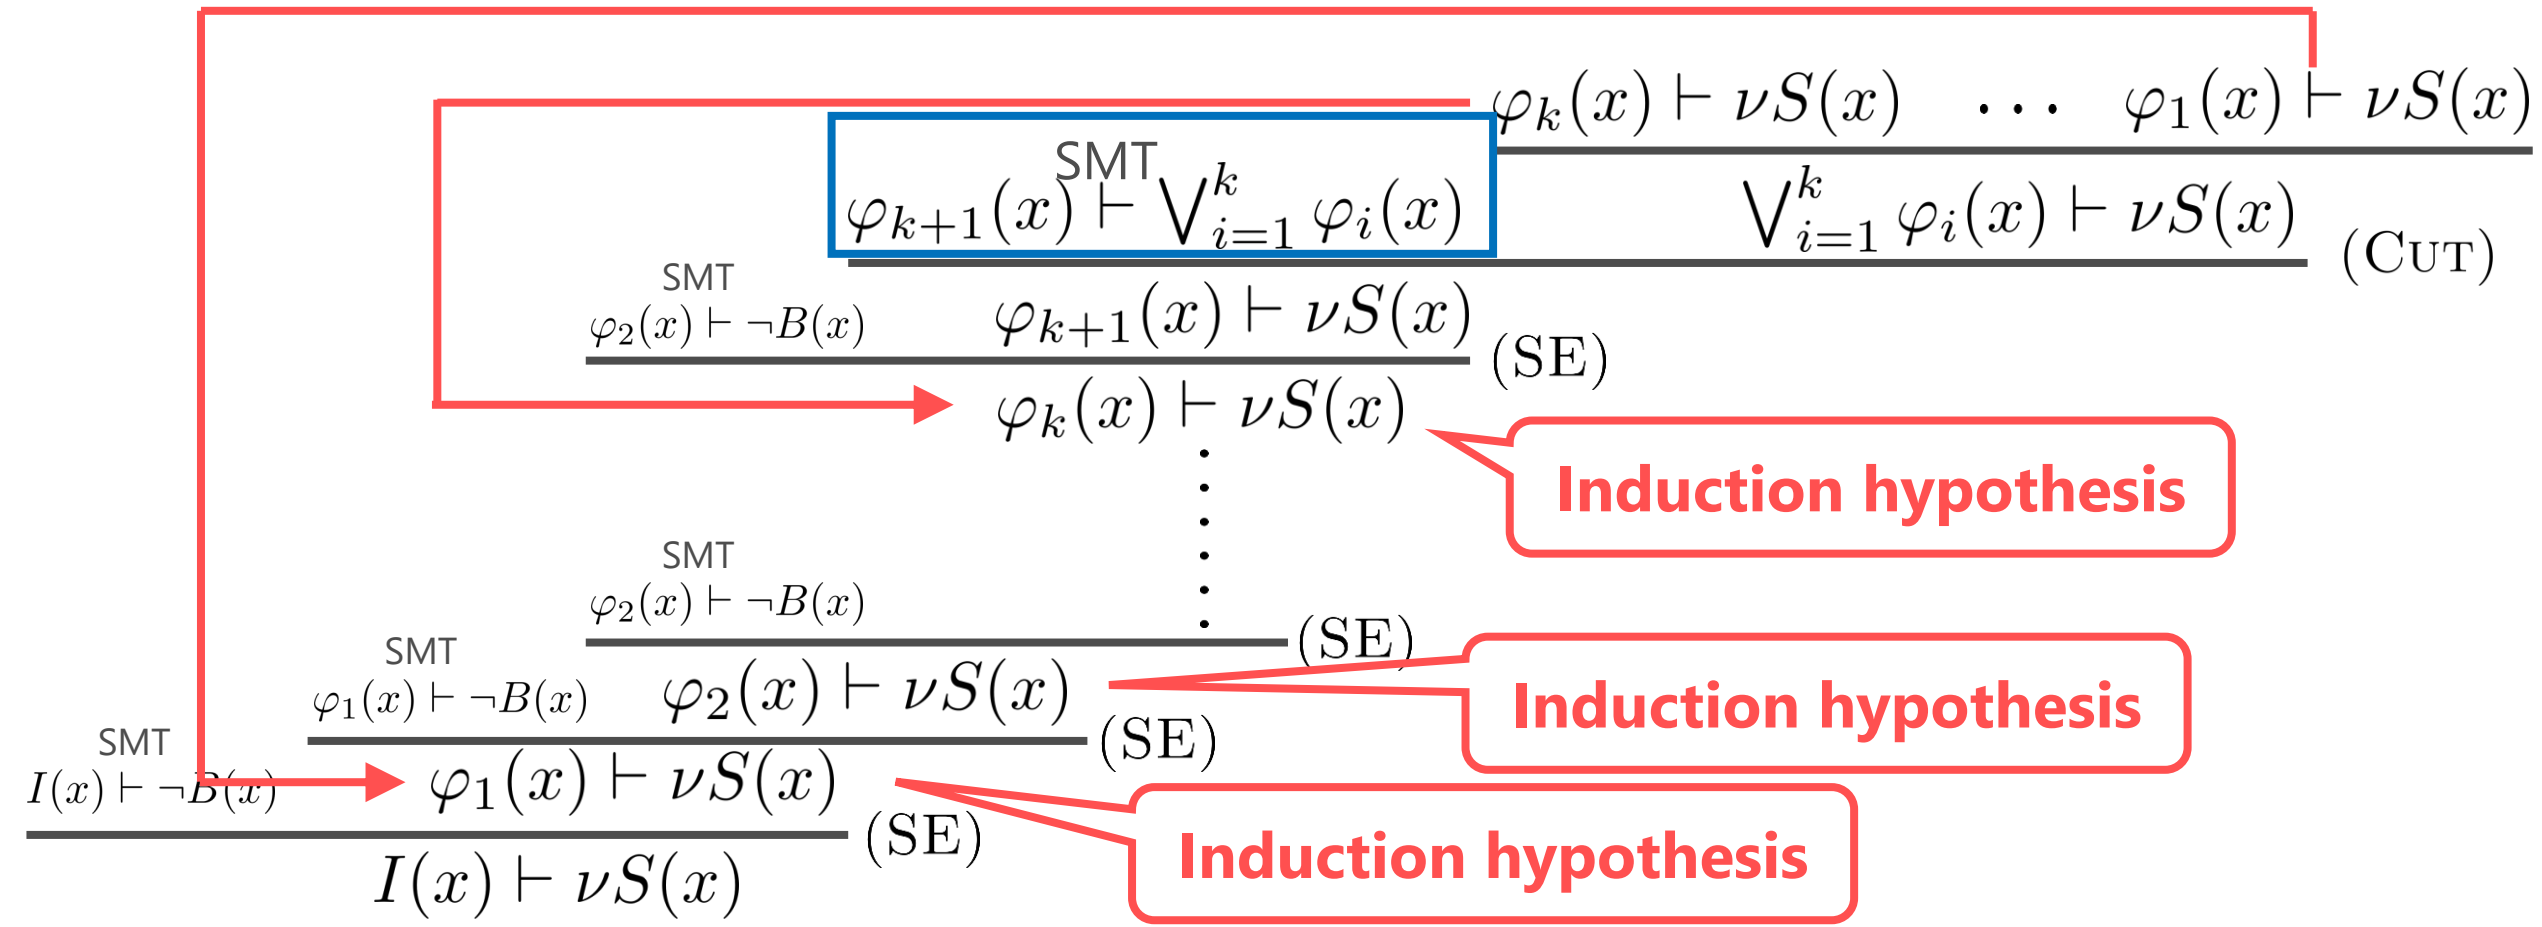 φ_k(x) ⊢ νS(x) ... φ_1(x) ⊢ νS(x)
SMT
φ_{k+1}(x) ⊢ ⋁_{i=1}^{k} φ_i(x) ⋁_{i=1}^{k} φ_i(x) ⊢ νS(x)
(CUT)
SMT
φ_2(x) ⊢ ¬B(x) φ_{k+1}(x) ⊢ νS(x)
(SE)
φ_k(x) ⊢ νS(x)
Induction hypothesis
SMT
φ_2(x) ⊢ ¬B(x)
(SE)
SMT
φ_1(x) ⊢ ¬B(x) φ_2(x) ⊢ νS(x)
Induction hypothesis
(SE)
SMT
I(x) ⊢ ¬B(x) φ_1(x) ⊢ νS(x)
(SE)
Induction hypothesis
I(x) ⊢ νS(x)